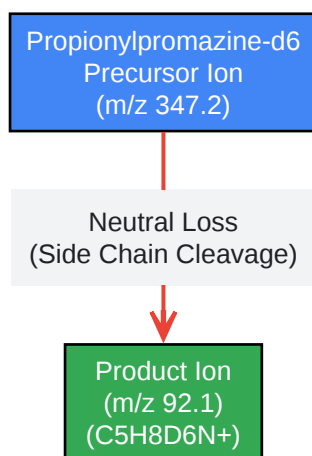 Propionylpromazine-d6
Precursor Ion
(m/z 347.2)
Neutral Loss
(Side Chain Cleavage)
Product Ion
(m/z 92.1)
(C5H8D6N+)